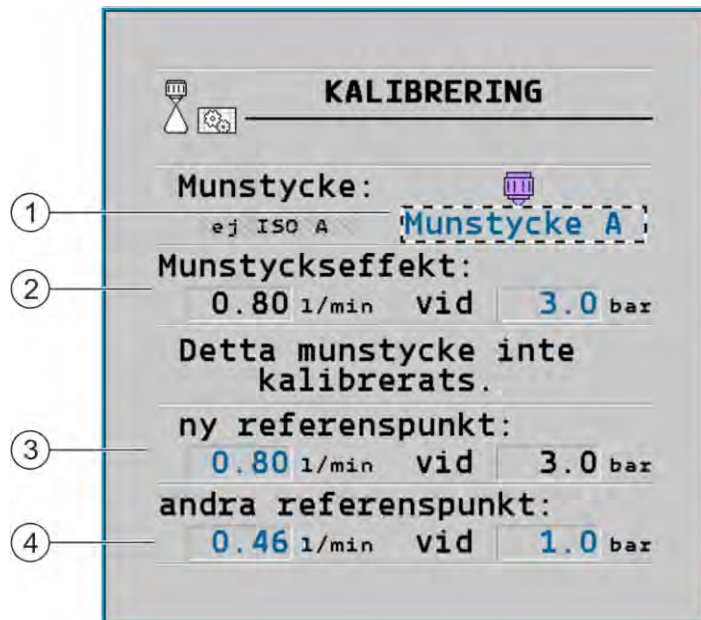 KALIBRERING
Munstycke:
1
ej ISO A Munstycke A
Munstyckseffekt:
2
0.80 l/min vid 3.0 bar
Detta munstycke inte
kalibrerats.
ny referenspunkt:
3
0.80 l/min vid 3.0 bar
andra referenspunkt:
4
0.46 l/min vid 1.0 bar